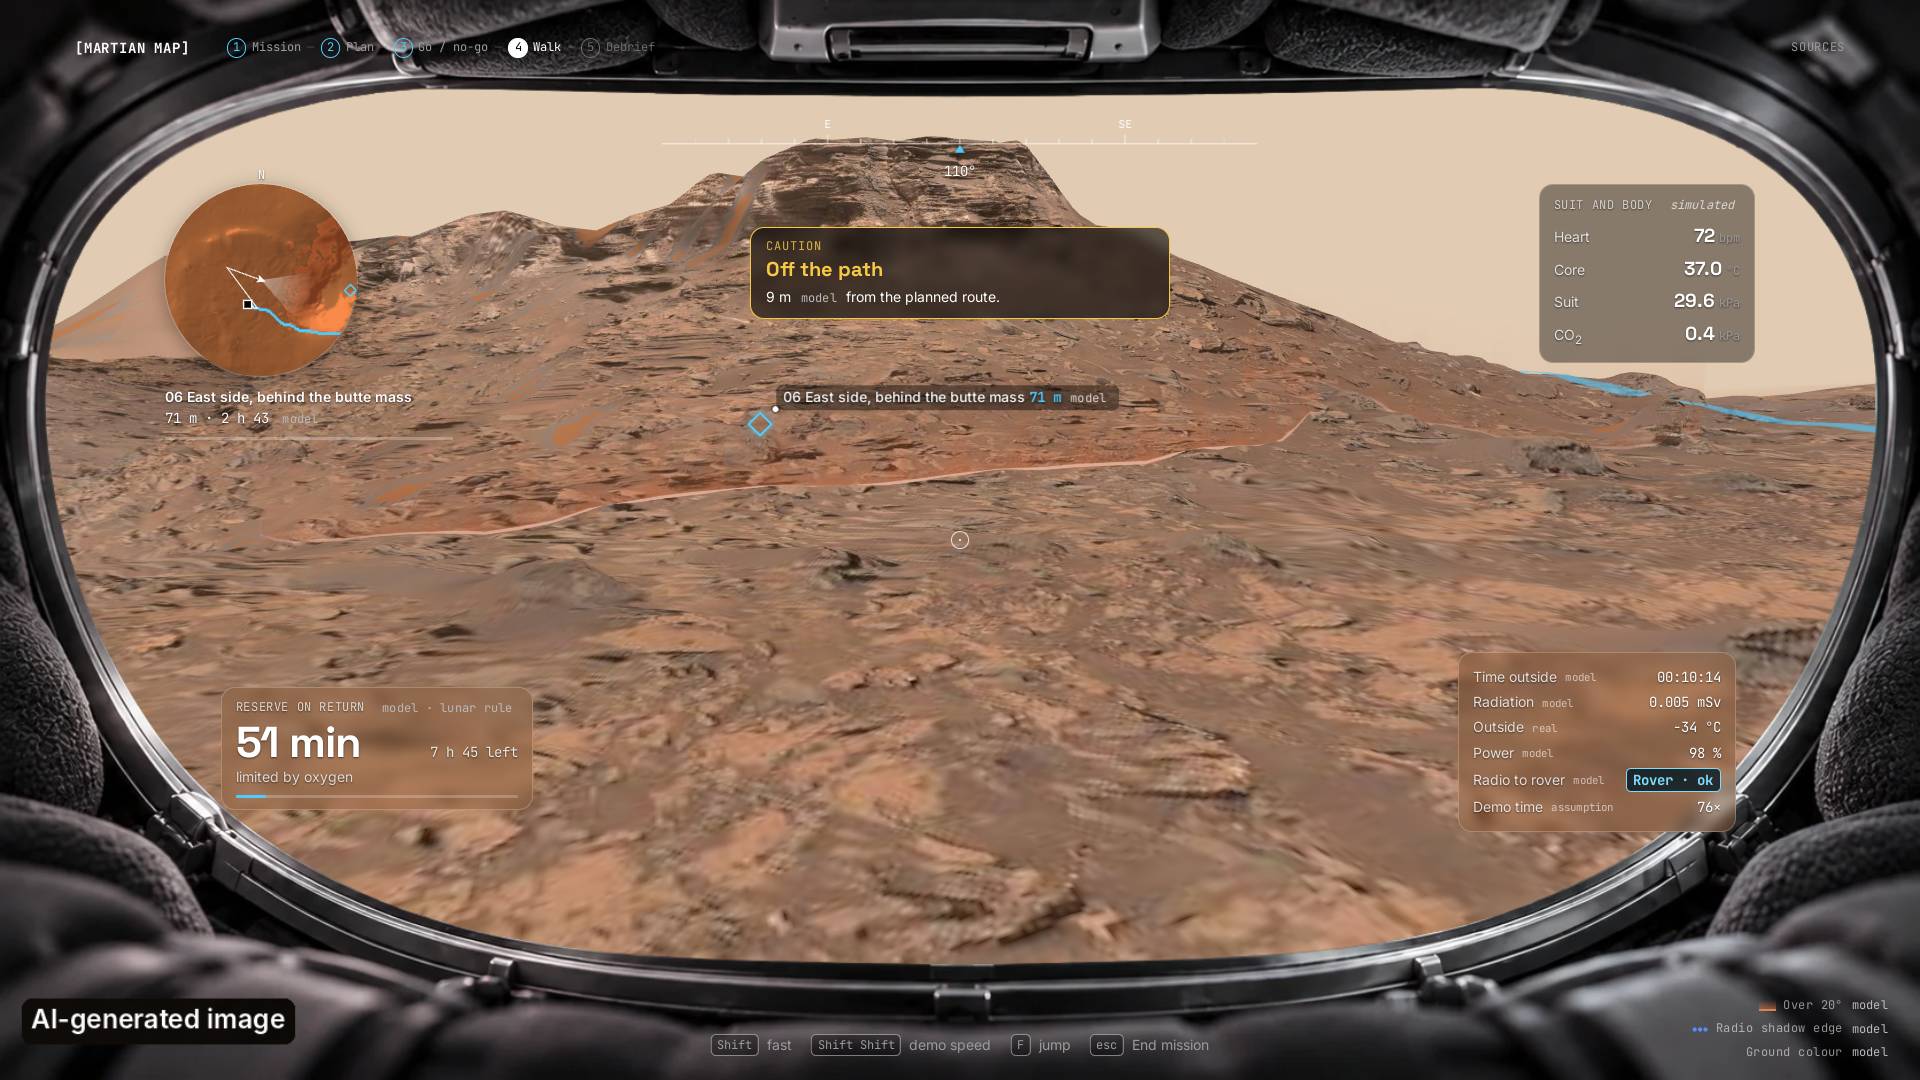 [MARTIAN MAP] 1 Mission 2 Plan 3 Go / no-go 4 Walk 5 Debrief SOURCES
E SE
110°
N
SUIT AND BODY simulated
Heart 72 bpm
Core 37.0 °C
Suit 29.6 kPa
CO2 0.4 kPa
CAUTION
Off the path
9 m model from the planned route.
06 East side, behind the butte mass
71 m · 2 h 43 model
06 East side, behind the butte mass 71 m model
RESERVE ON RETURN model · lunar rule
51 min 7 h 45 left
limited by oxygen
Time outside model 00:10:14
Radiation model 0.005 mSv
Outside real -34 °C
Power model 98 %
Radio to rover model Rover · ok
Demo time assumption 76×
AI-generated image
Shift fast Shift Shift demo speed F jump esc End mission
Over 20° model
Radio shadow edge model
Ground colour model